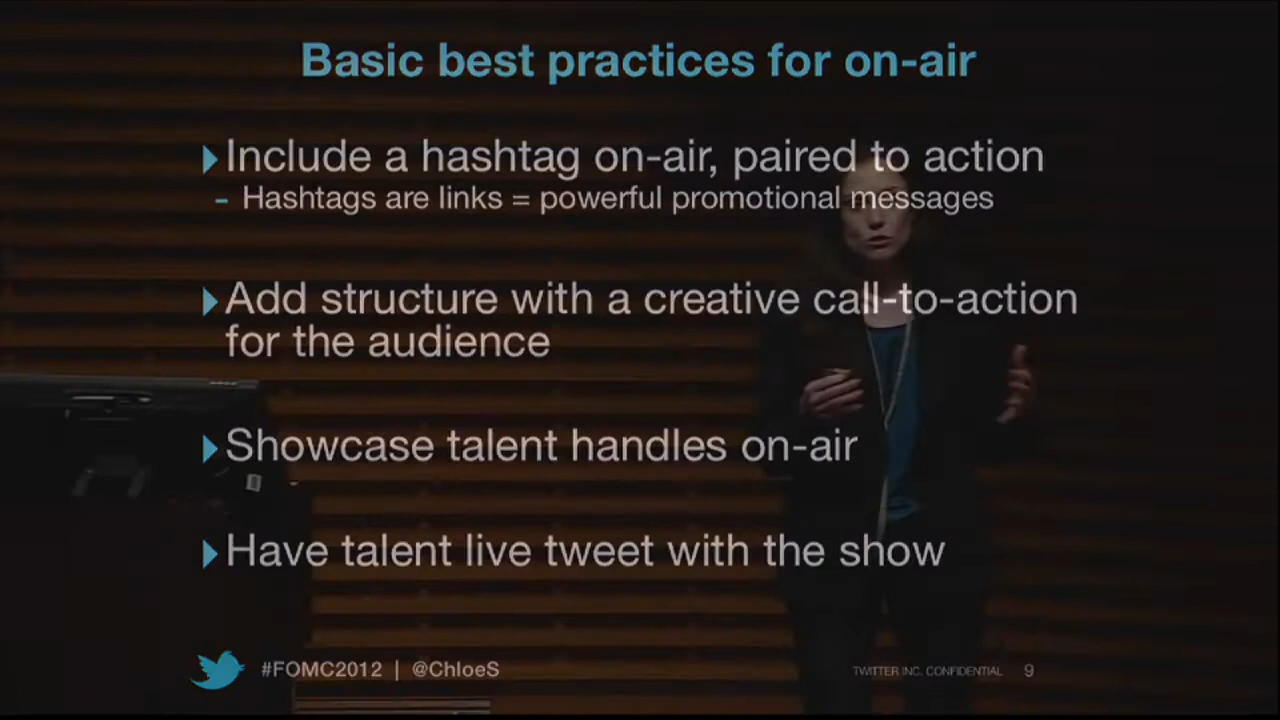 Basic best practices for on-air
Include a hashtag on-air, paired to action
- Hashtags are links = powerful promotional messages
Add structure with a creative call-to-action
for the audience
Showcase talent handles on-air
Have talent live tweet with the show
#FOMC2012 | @ChloeS
TWITTER INC. CONFIDENTIAL 9